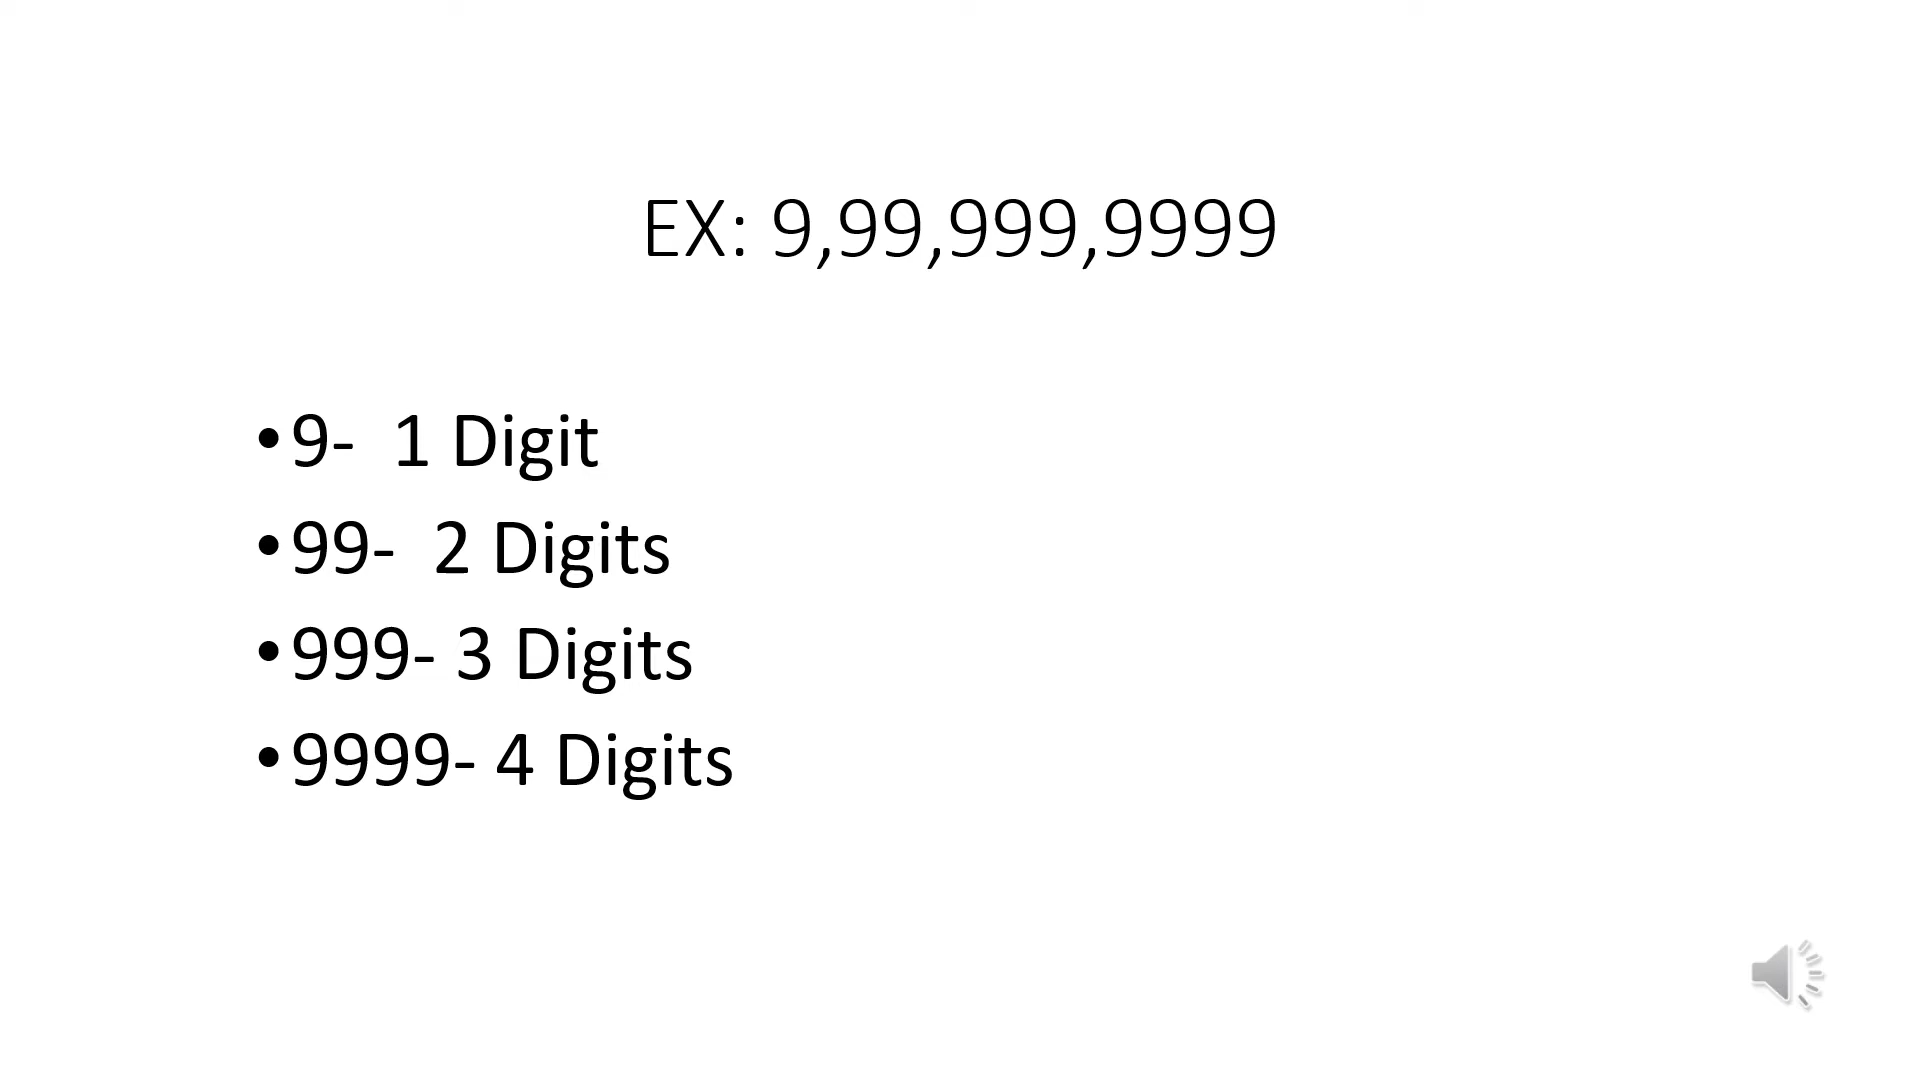 EX: 9,99,999,9999
•9-  1 Digit
•99-  2 Digits
•999- 3 Digits
•9999- 4 Digits